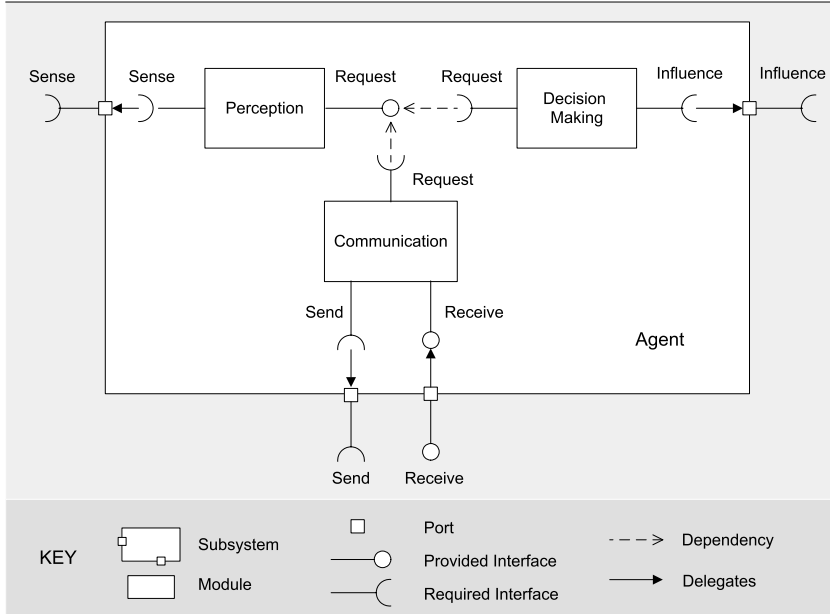 Sense
Sense
Request
Request
Influence
Influence
Perception
Decision
Making
Request
Communication
Send
Receive
Agent
Send
Receive
KEY
Subsystem
Module
Port
Provided Interface
Required Interface
Dependency
Delegates